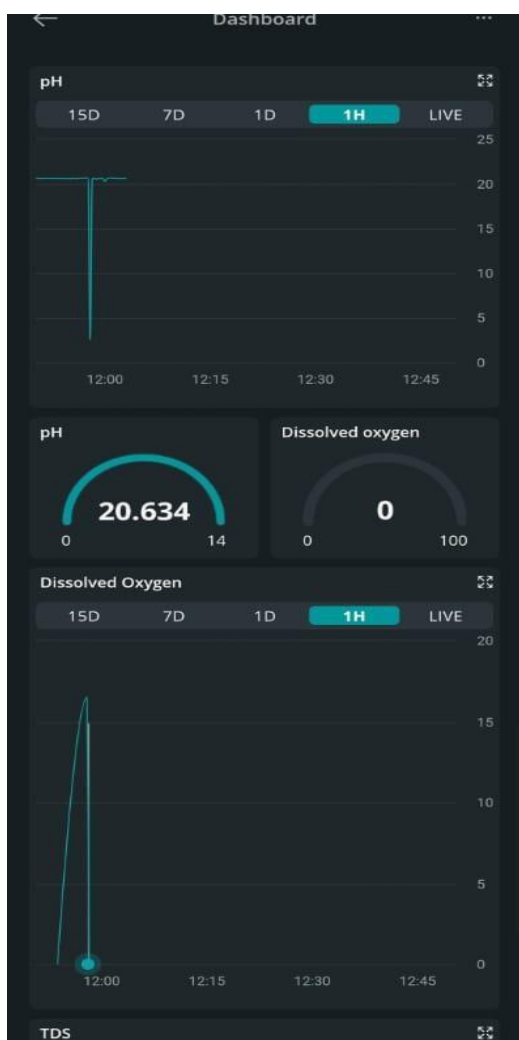 Dashboard
pH
15D 7D 1D 1H LIVE
25
20
15
10
5
0
12:00 12:15 12:30 12:45
pH
20.634
0 14
Dissolved oxygen
0
0 100
Dissolved Oxygen
15D 7D 1D 1H LIVE
20
15
10
5
0
12:00 12:15 12:30 12:45
TDS